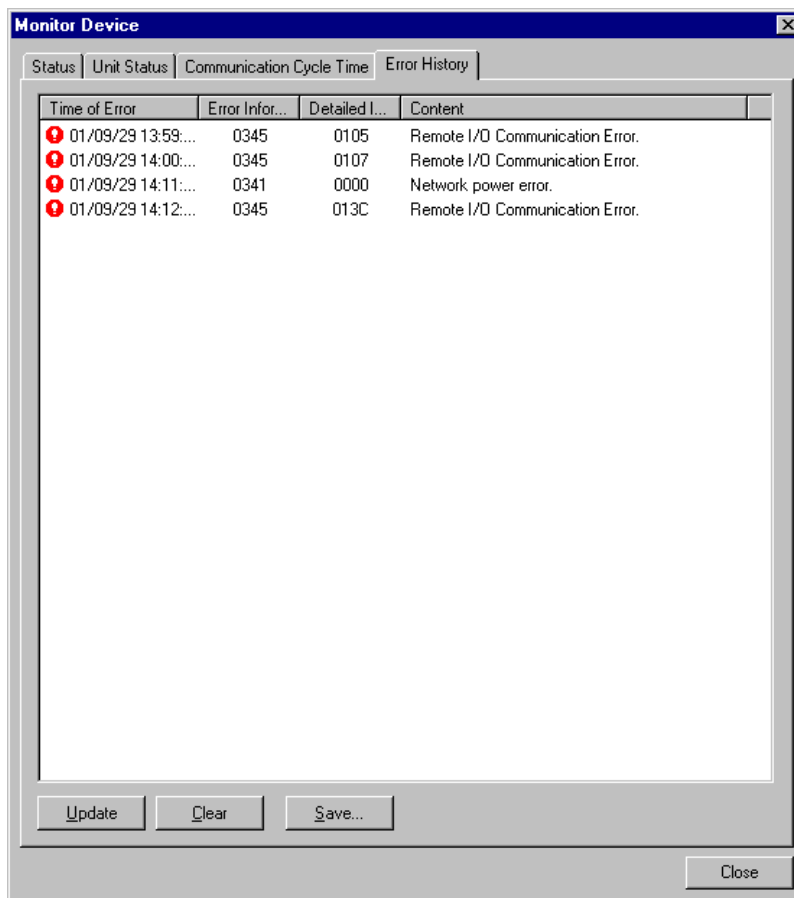 Monitor Device
Status Unit Status Communication Cycle Time Error History
Time of Error Error Infor... Detailed I... Content
01/09/29 13:59:... 0345 0105 Remote I/O Communication Error.
01/09/29 14:00:... 0345 0107 Remote I/O Communication Error.
01/09/29 14:11:... 0341 0000 Network power error.
01/09/29 14:12:... 0345 013C Remote I/O Communication Error.
Update Clear Save...
Close